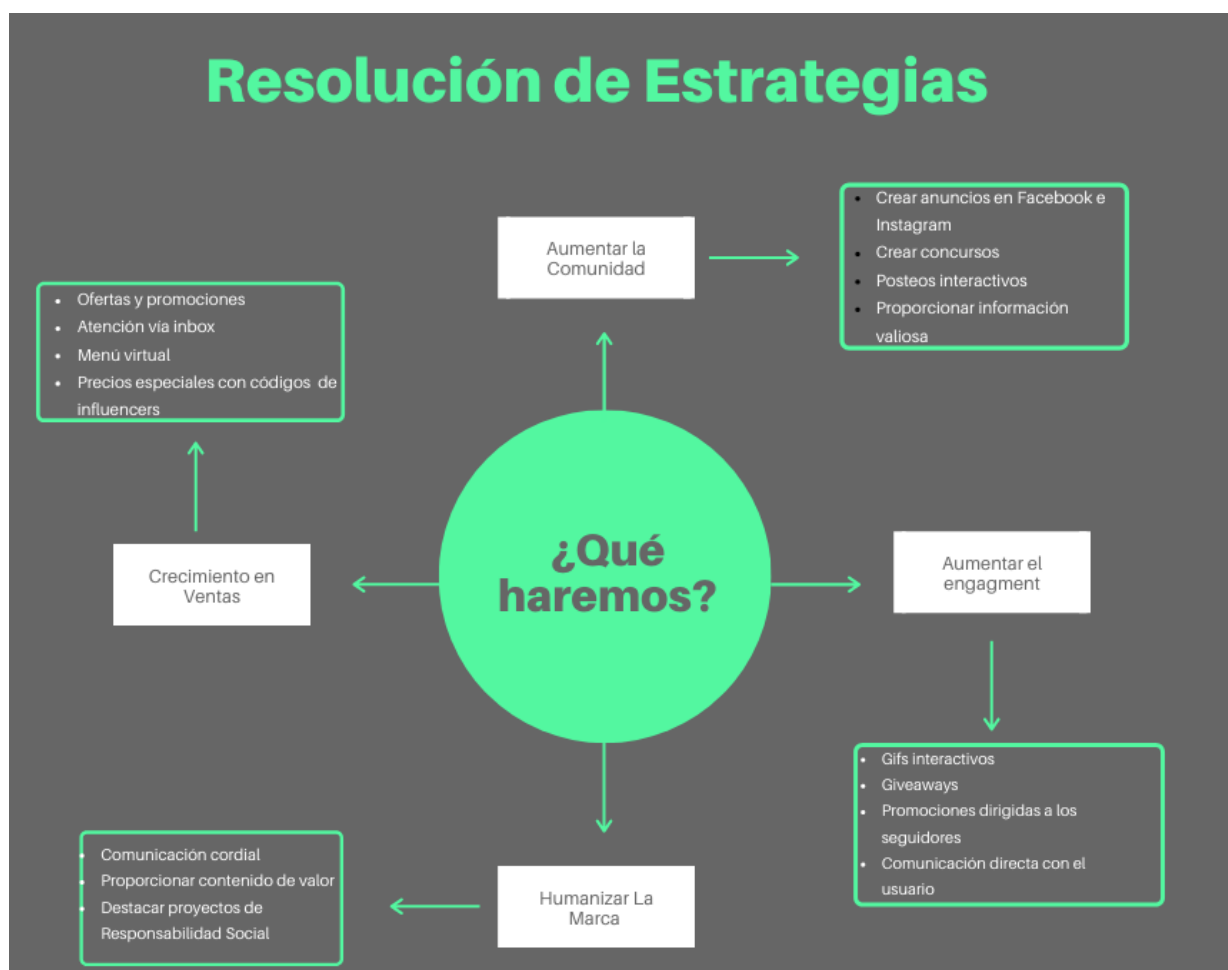 Resolución de Estrategias
Aumentar la
Comunidad
• Crear anuncios en Facebook e
Instagram
• Crear concursos
• Posteos interactivos
• Proporcionar información
valiosa
• Ofertas y promociones
• Atención vía inbox
• Menú virtual
• Precios especiales con códigos de
influencers
¿Qué
haremos?
Crecimiento en
Ventas
Aumentar el
engagment
• Gifs interactivos
• Giveaways
• Promociones dirigidas a los
seguidores
• Comunicación directa con el
usuario
• Comunicación cordial
• Proporcionar contenido de valor
• Destacar proyectos de
Responsabilidad Social
Humanizar La
Marca